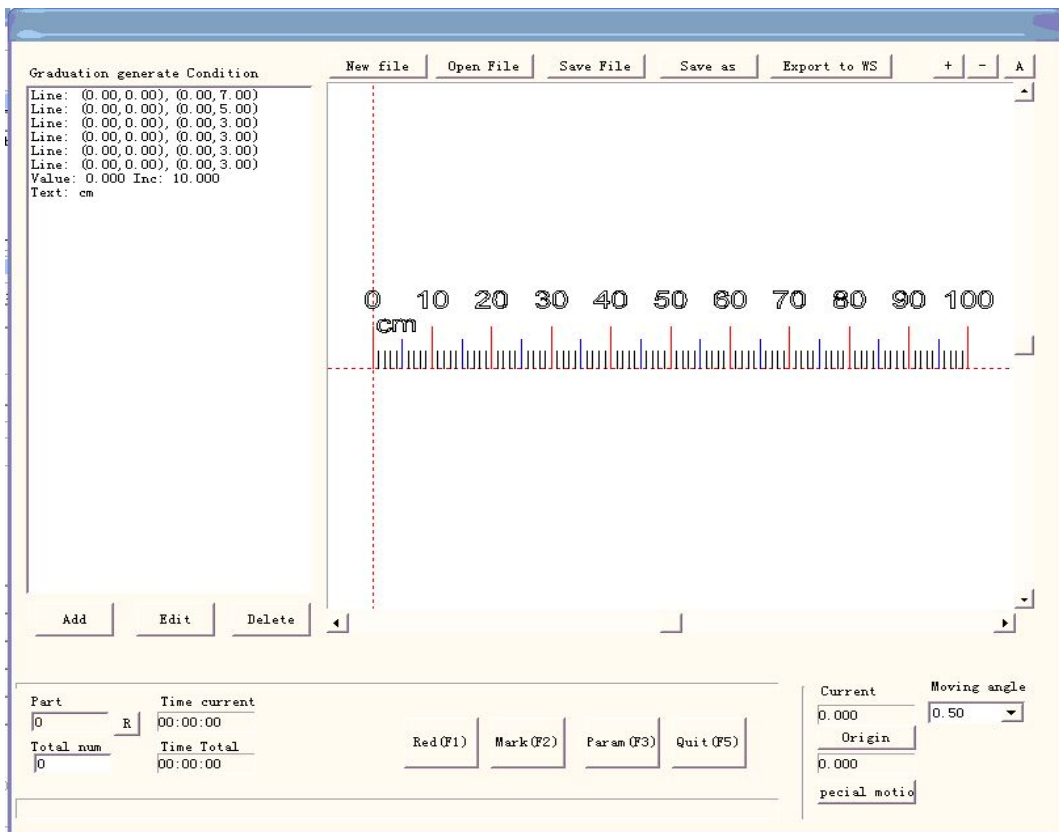 New file Open File Save File Save as Export to WS + - A
Graduation generate Condition
Line: (0.00,0.00), (0.00,7.00)
Line: (0.00,0.00), (0.00,5.00)
Line: (0.00,0.00), (0.00,3.00)
Line: (0.00,0.00), (0.00,3.00)
Line: (0.00,0.00), (0.00,3.00)
Line: (0.00,0.00), (0.00,3.00)
Value: 0.000 Inc: 10.000
Text: cm
0 10 20 30 40 50 60 70 80 90 100
cm
Add Edit Delete
Part
0 R
Total num
0
Time current
00:00:00
Time Total
00:00:00
Red(F1) Mark(F2) Param(F3) Quit(F5)
Current
0.000
Origin
0.000
pecial motio
Moving angle
0.50